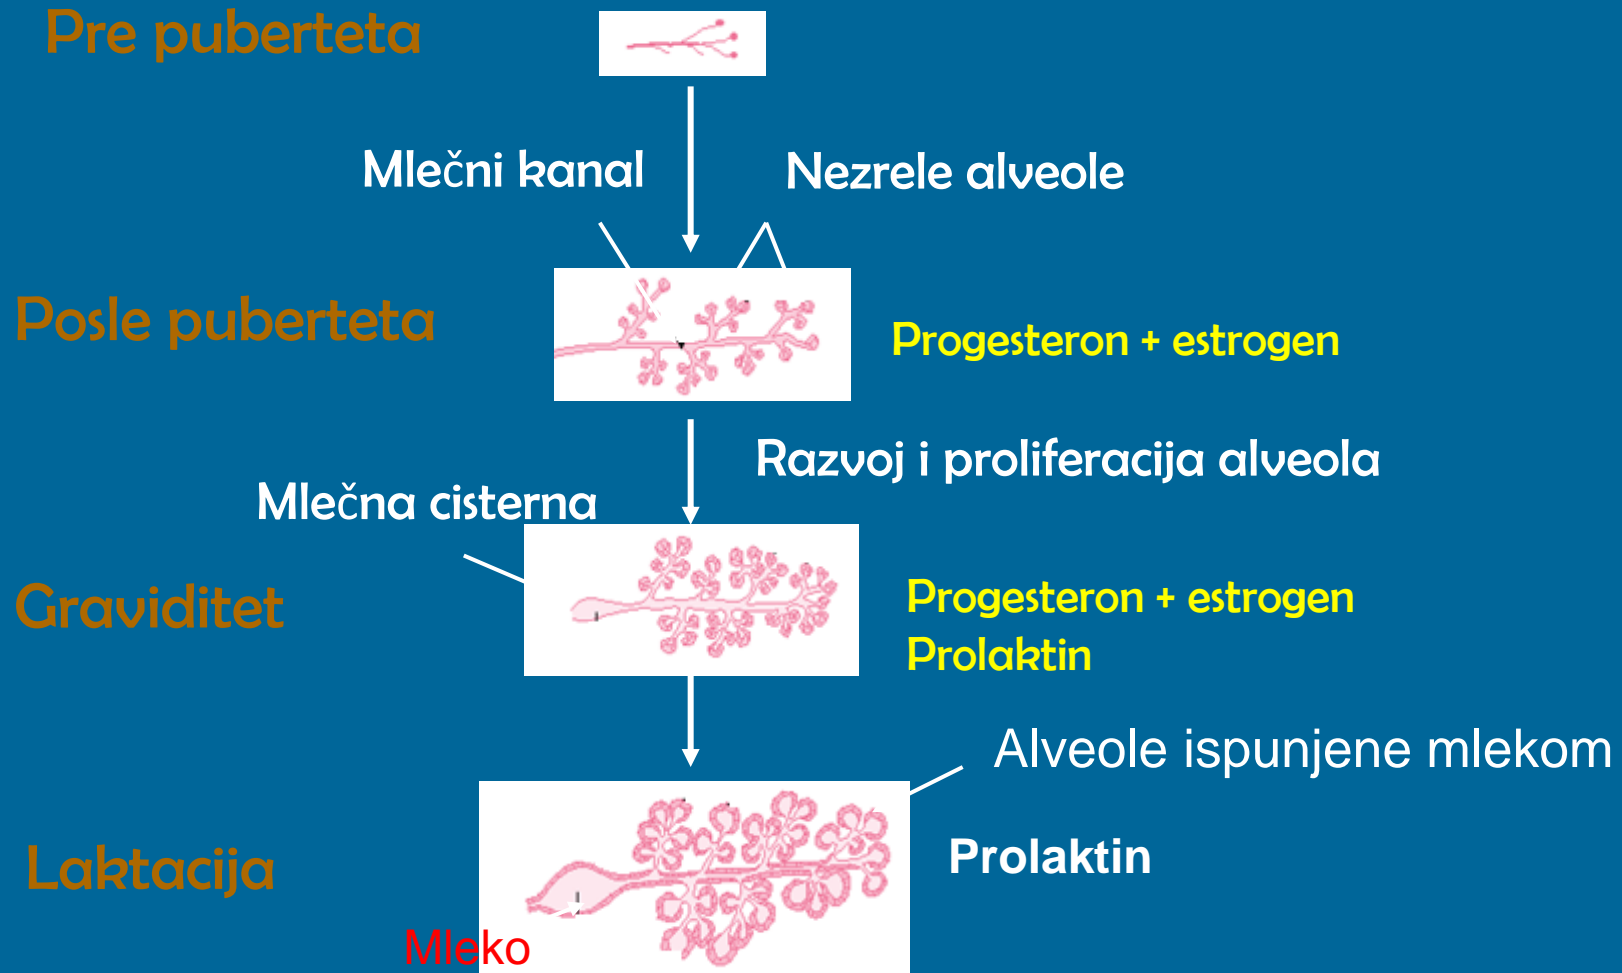 Pre puberteta
Mlečni kanal
Nezrele alveole
Posle puberteta
Progesteron + estrogen
Razvoj i proliferacija alveola
Mlečna cisterna
Graviditet
Progesteron + estrogen
Prolaktin
Alveole ispunjene mlekom
Laktacija
Prolaktin
Mleko